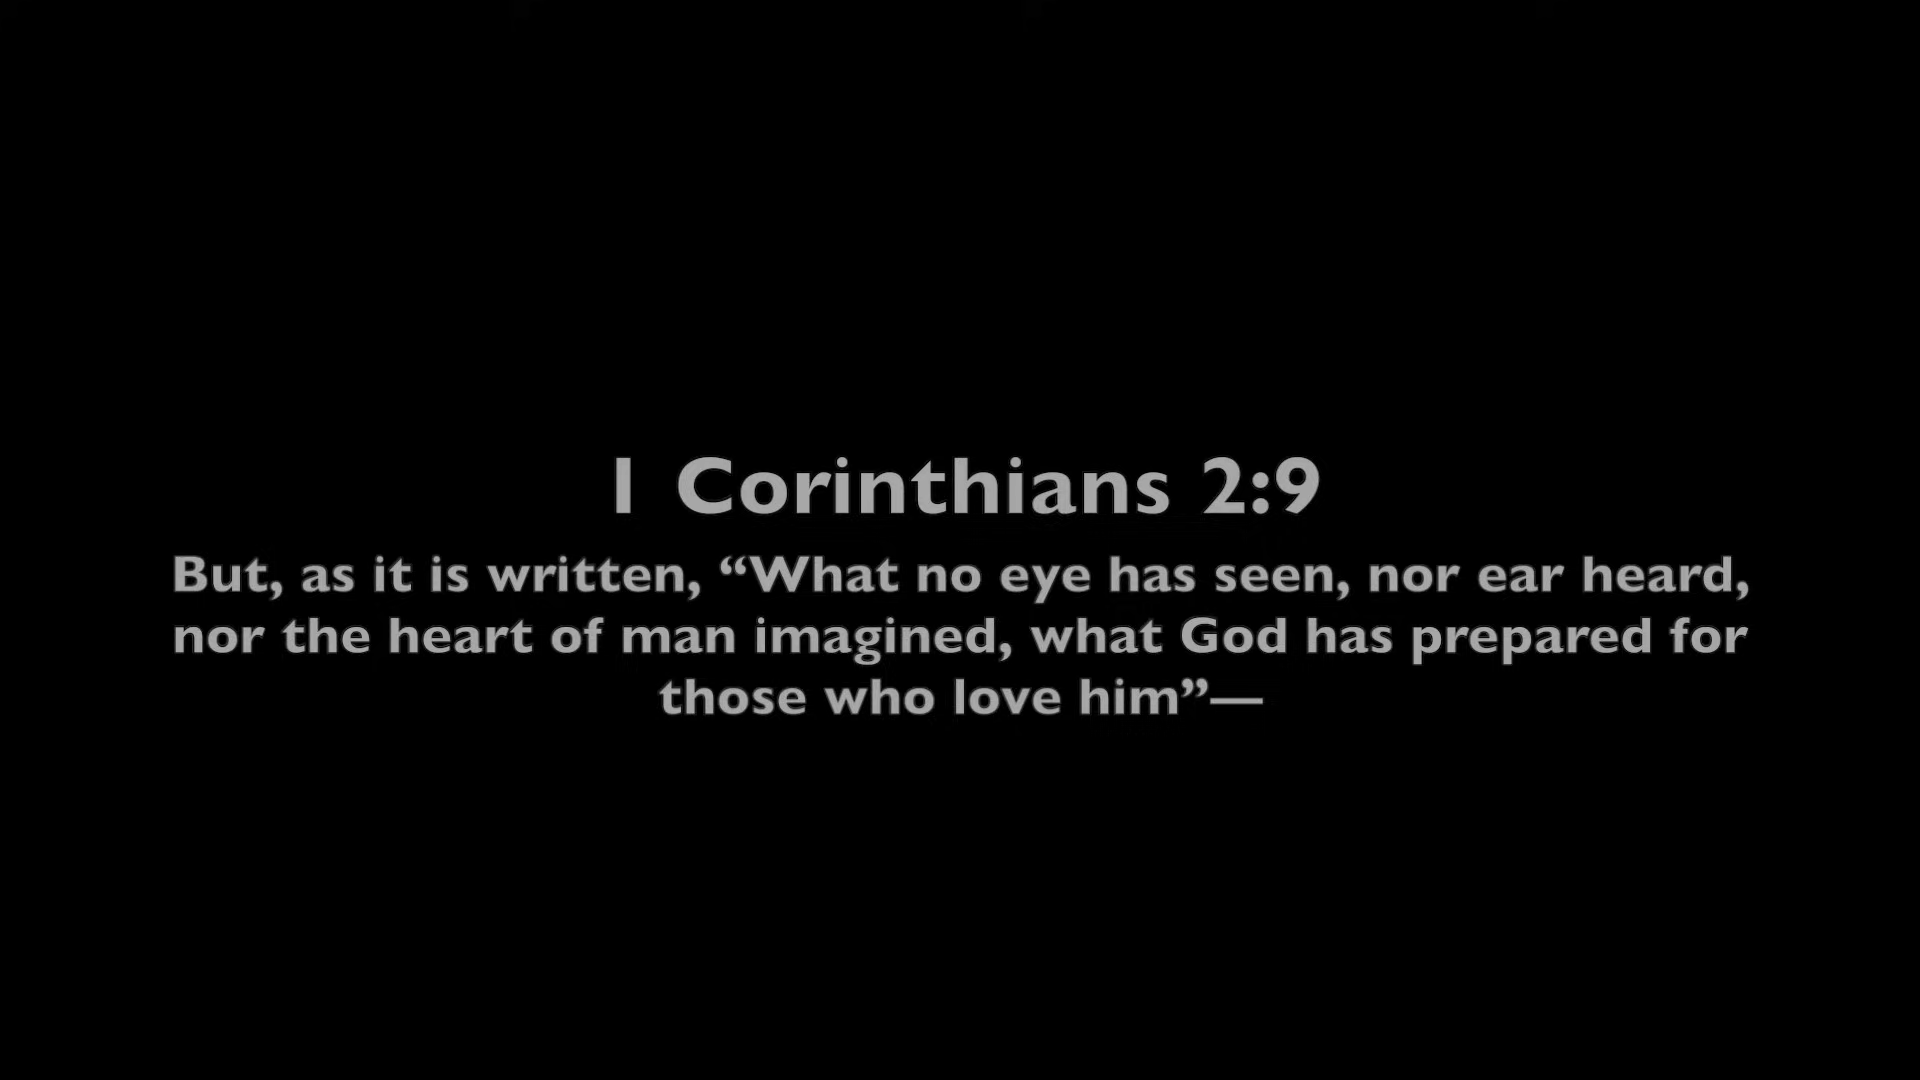 1 Corinthians 2:9
But, as it is written, “What no eye has seen, nor ear heard,
nor the heart of man imagined, what God has prepared for
those who love him”—